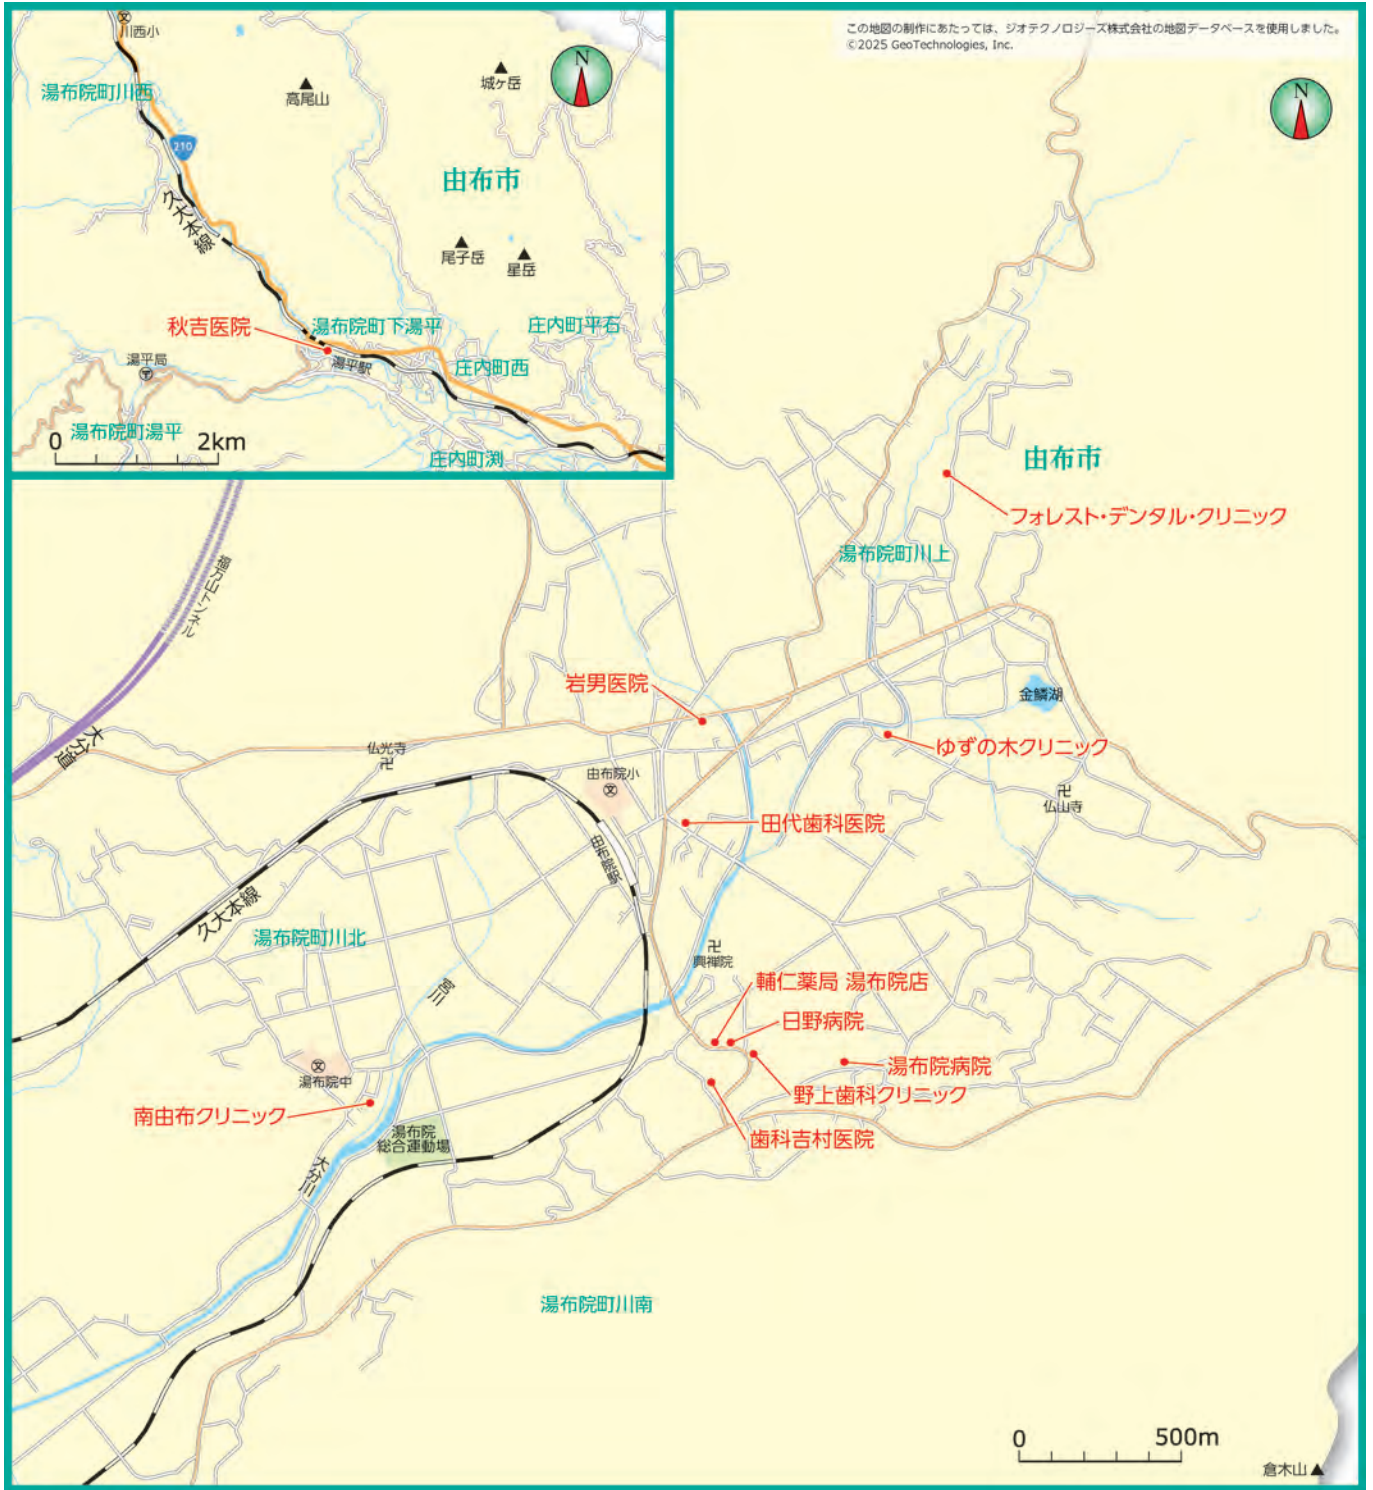 この地図の制作にあたっては、ジオテクノロジーズ株式会社の地図データベースを使用しました。
©2025 GeoTechnologies, Inc.
川西小
湯布院町川西
高尾山
城ヶ岳
N
210
由布市
久大本線
尾子岳
星岳
秋吉医院
湯布院町下湯平
庄内町平石
湯平局
湯平駅
庄内町西
湯布院町湯平
0 2km
庄内町渕
N
由布市
フォレスト・デンタル・クリニック
湯布院町川上
福万山トンネル
岩男医院
金鱗湖
大分道
仏光寺
ゆずの木クリニック
由布院小
文
仏山寺
田代歯科医院
由布院駅
久大本線
湯布院町川北
興禅院
輔仁薬局 湯布院店
宮川
日野病院
文
湯布院中
湯布院病院
野上歯科クリニック
南由布クリニック
湯布院
総合運動場
歯科吉村医院
大分川
湯布院町川南
0 500m
倉木山